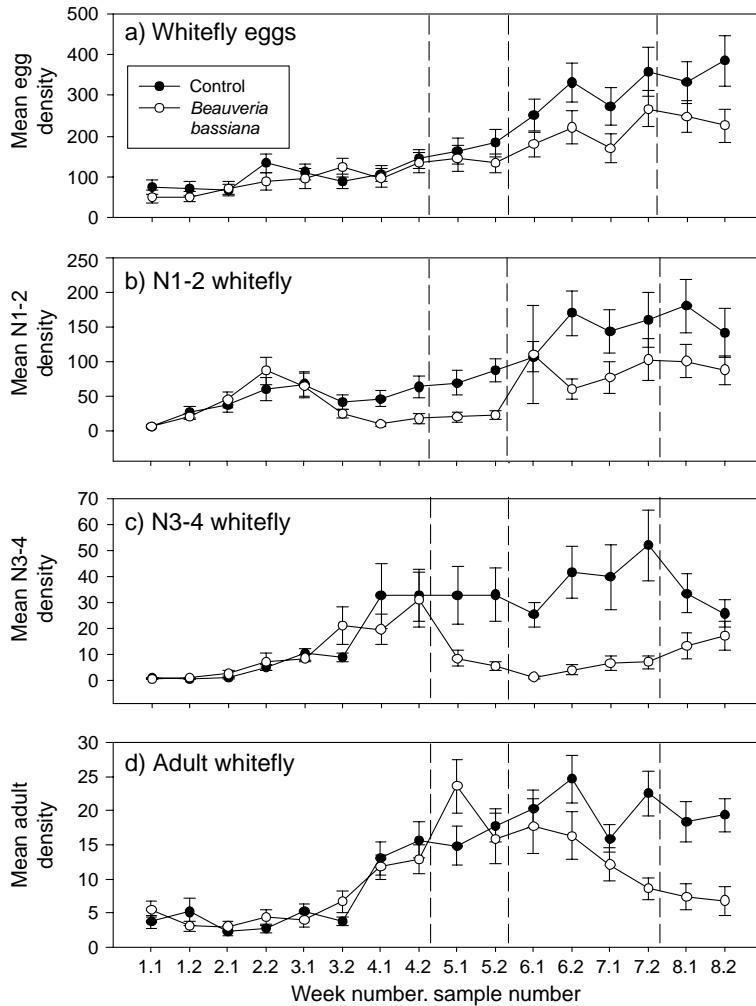 a) Whitefly eggs
Control
Beauveria
bassiana
Mean egg
density
500
400
300
200
100
0
b) N1-2 whitefly
Mean N1-2
density
250
200
150
100
50
0
c) N3-4 whitefly
Mean N3-4
density
70
60
50
40
30
20
10
0
d) Adult whitefly
Mean adult
density
30
25
20
15
10
5
0
1.1 1.2 2.1 2.2 3.1 3.2 4.1 4.2 5.1 5.2 6.1 6.2 7.1 7.2 8.1 8.2
Week number. sample number